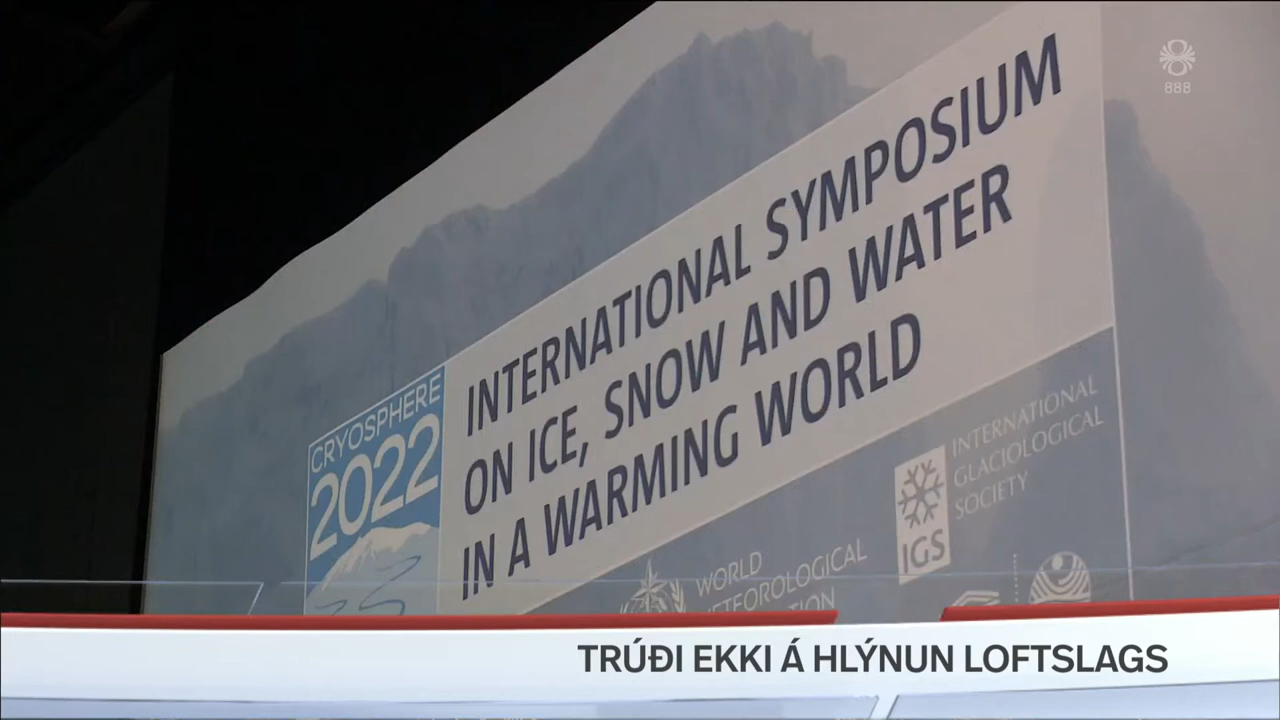 888
INTERNATIONAL SYMPOSIUM
ON ICE, SNOW AND WATER
IN A WARMING WORLD
CRYOSPHERE
2022
INTERNATIONAL
GLACIOLOGICAL
SOCIETY
IGS
WORLD
METEOROLOGICAL
TRÚÐI EKKI Á HLÝNUN LOFTSLAGS